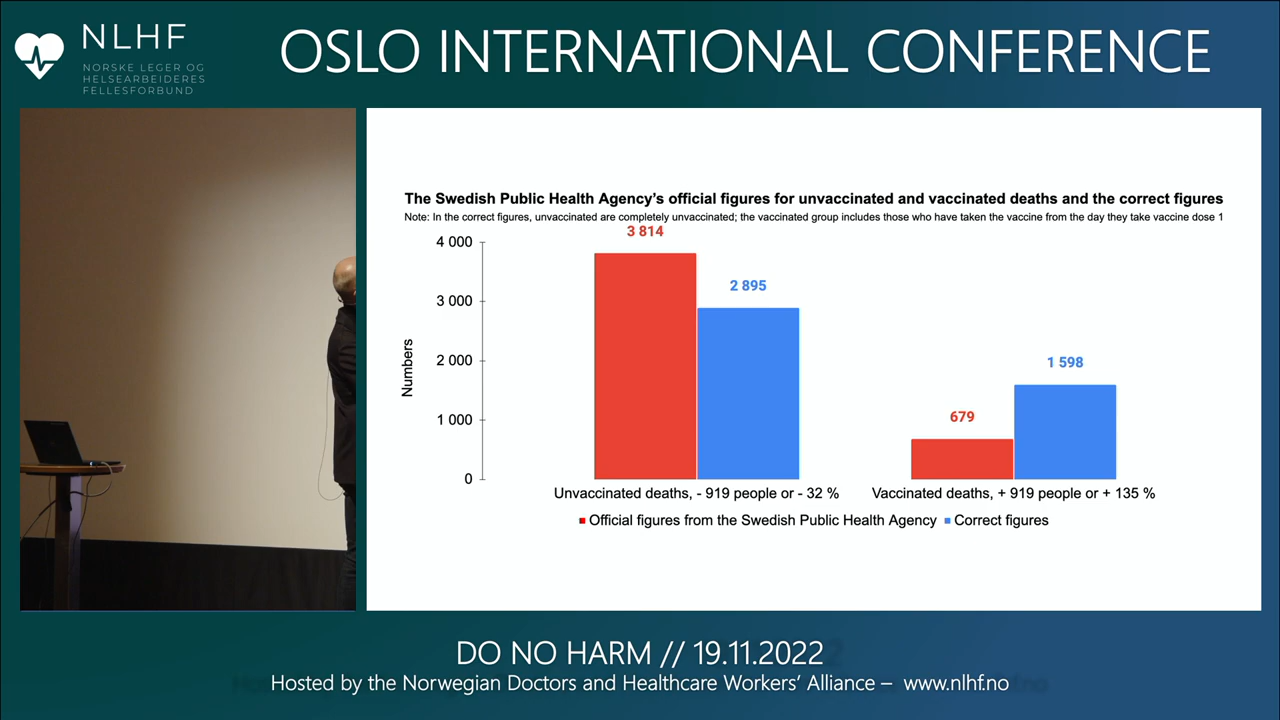 NLHF
NORSKE LEGER OG
HELSEARBEIDERES
FELLESFORBUND
OSLO INTERNATIONAL CONFERENCE
The Swedish Public Health Agency's official figures for unvaccinated and vaccinated deaths and the correct figures
Note: In the correct figures, unvaccinated are completely unvaccinated; the vaccinated group includes those who have taken the vaccine from the day they take vaccine dose 1
Numbers
4 000
3 000
2 000
1 000
0
3 814
2 895
679
1 598
Unvaccinated deaths, - 919 people or - 32 %
Vaccinated deaths, + 919 people or + 135 %
Official figures from the Swedish Public Health Agency
Correct figures
DO NO HARM // 19.11.2022
Hosted by the Norwegian Doctors and Healthcare Workers' Alliance – www.nlhf.no